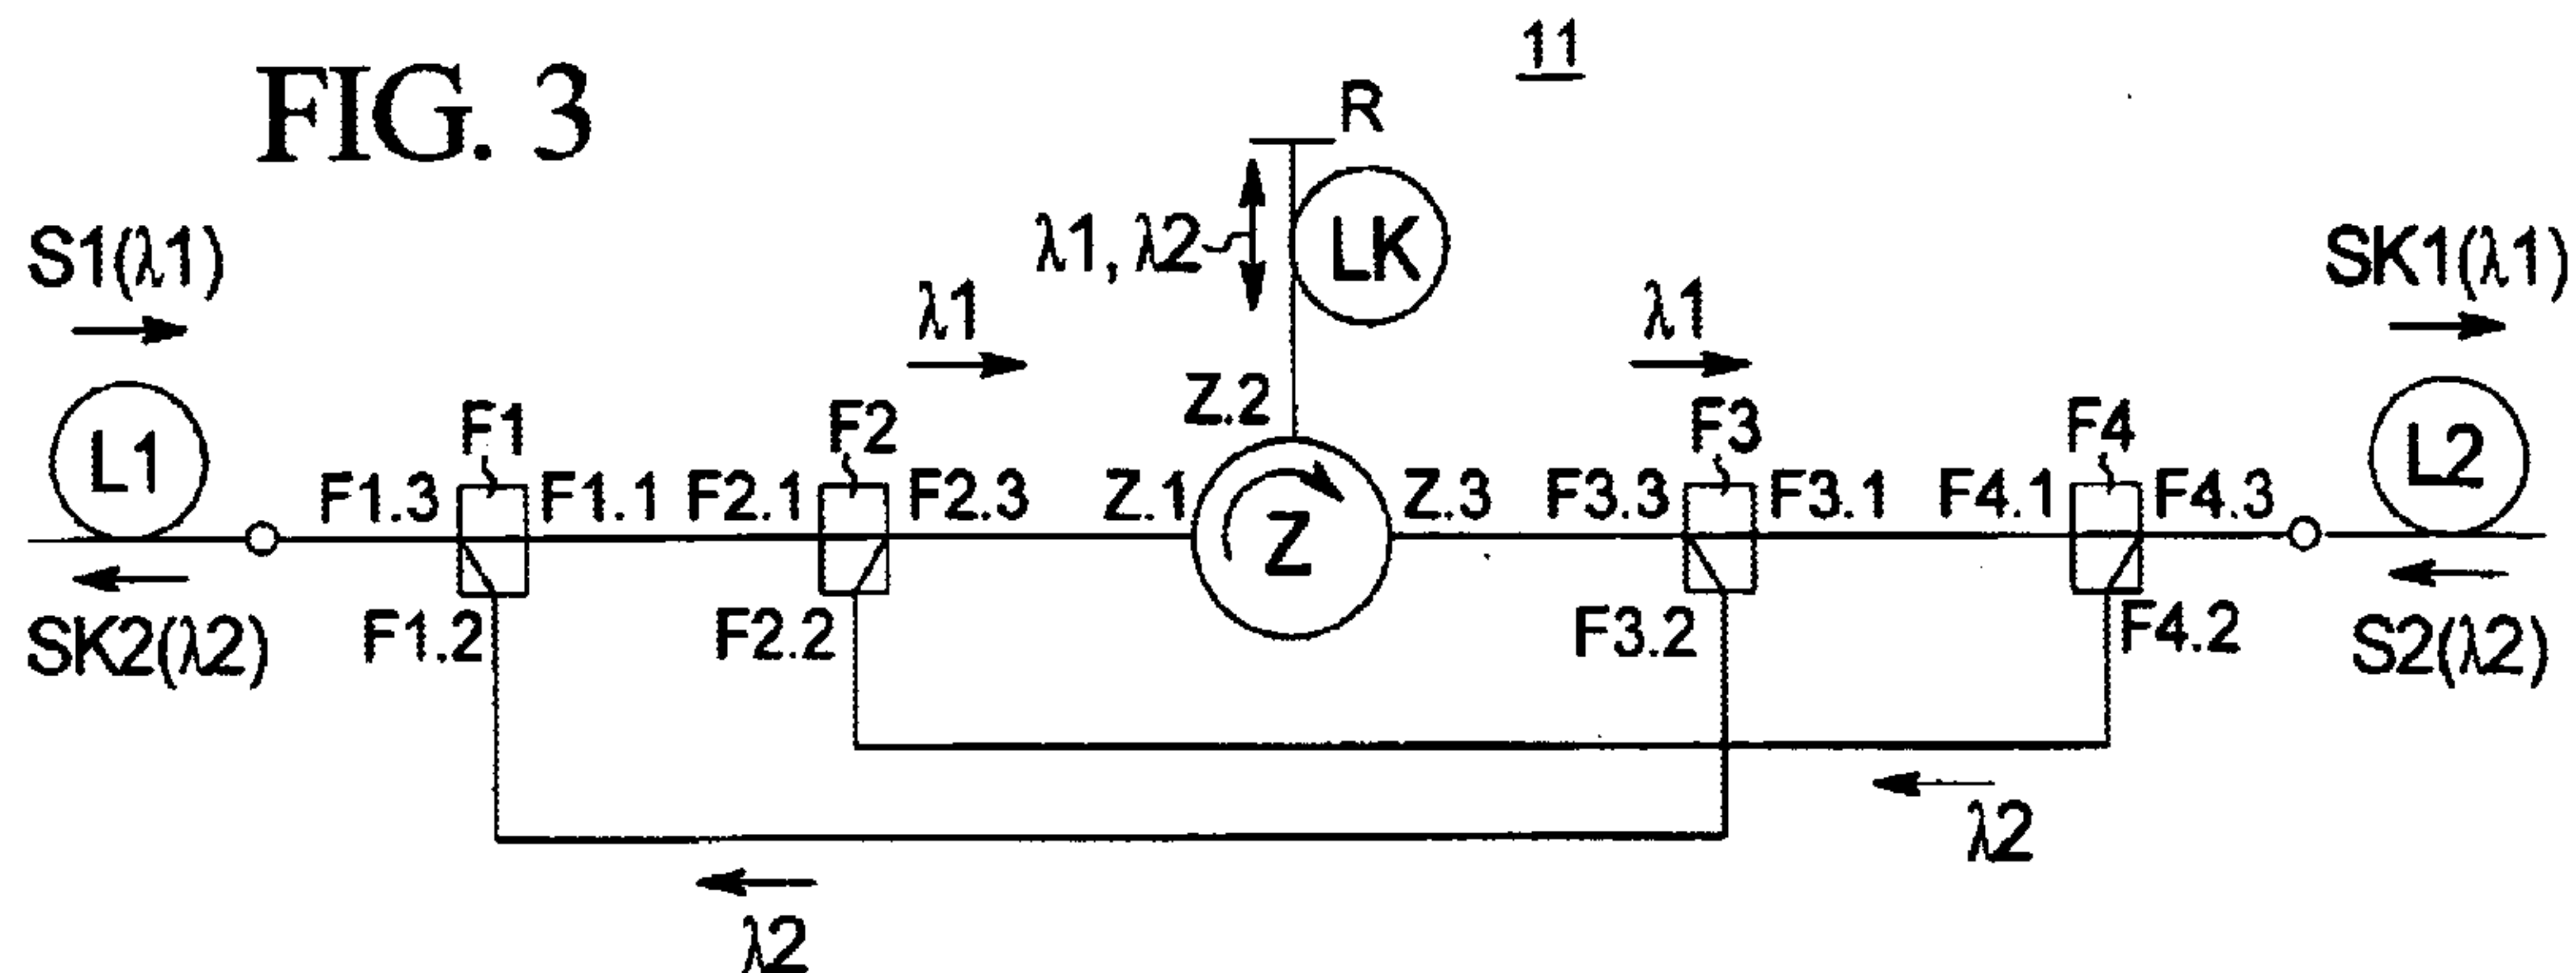 FIG. 3
11
R
S1(λ1)
λ1, λ2
LK
SK1(λ1)
λ1
λ1
Z.2
L1
F1
F2
F3
F4
L2
F1.3
F1.1
F2.1
F2.3
Z.1
Z
Z.3
F3.3
F3.1
F4.1
F4.3
SK2(λ2)
F1.2
F2.2
F3.2
F4.2
S2(λ2)
λ2
λ2